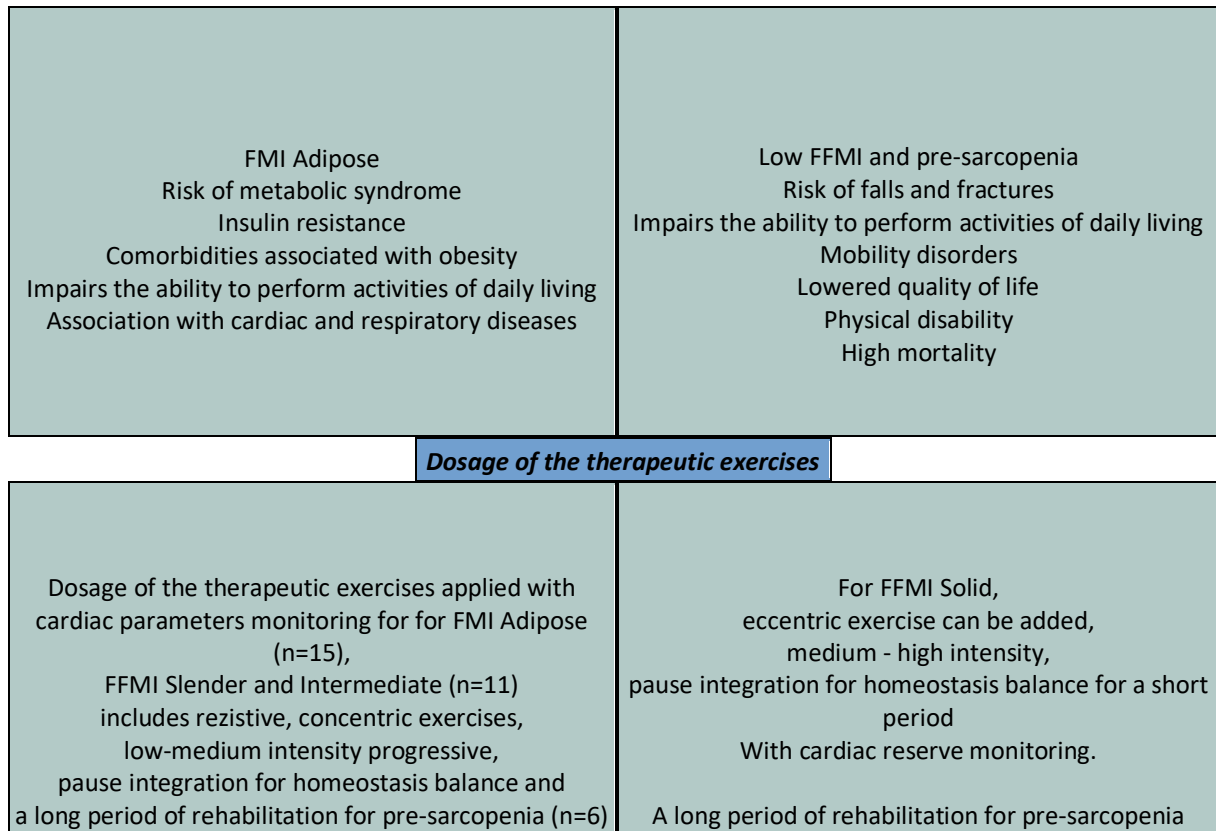 FMI Adipose
Risk of metabolic syndrome
Insulin resistance
Comorbidities associated with obesity
Impairs the ability to perform activities of daily living
Association with cardiac and respiratory diseases
Low FFMI and pre-sarcopenia
Risk of falls and fractures
Impairs the ability to perform activities of daily living
Mobility disorders
Lowered quality of life
Physical disability
High mortality
Dosage of the therapeutic exercises
Dosage of the therapeutic exercises applied with
cardiac parameters monitoring for for FMI Adipose
(n=15),
FFMI Slender and Intermediate (n=11)
includes rezistive, concentric exercises,
low-medium intensity progressive,
pause integration for homeostasis balance and
a long period of rehabilitation for pre-sarcopenia (n=6)
For FFMI Solid,
eccentric exercise can be added,
medium - high intensity,
pause integration for homeostasis balance for a short
period
With cardiac reserve monitoring.
A long period of rehabilitation for pre-sarcopenia